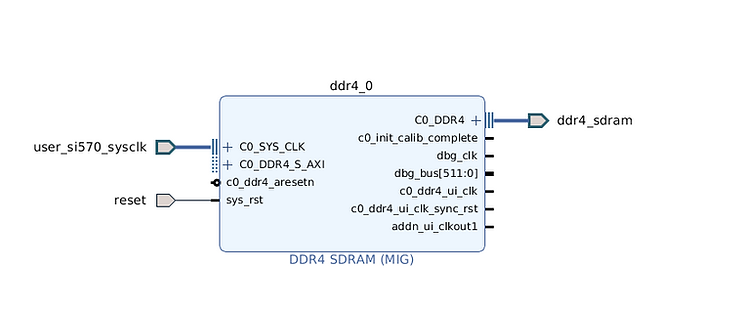 ddr4_0
user_si570_sysclk
reset
C0_SYS_CLK
C0_DDR4_S_AXI
c0_ddr4_aresetn
sys_rst
C0_DDR4
c0_init_calib_complete
dbg_clk
dbg_bus[511:0]
c0_ddr4_ui_clk
c0_ddr4_ui_clk_sync_rst
addn_ui_clkout1
ddr4_sdram
DDR4 SDRAM (MIG)